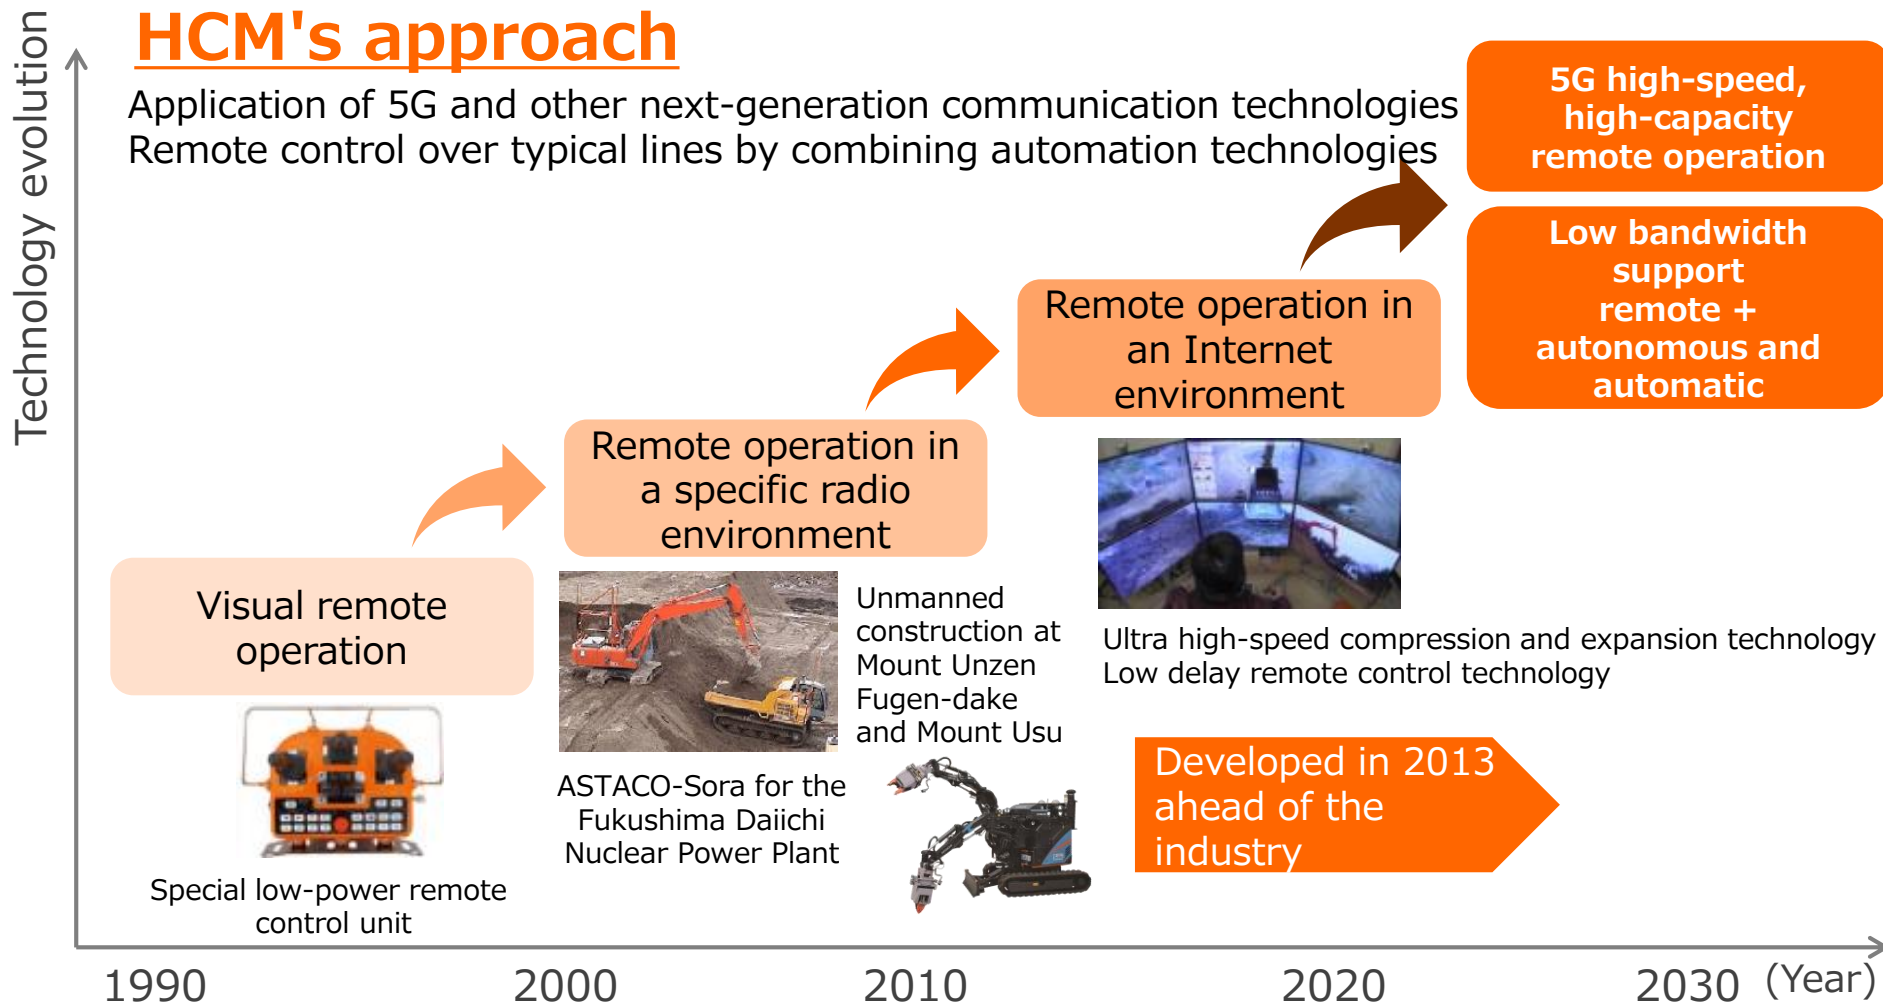 HCM's approach
Technology evolution
Application of 5G and other next-generation communication technologies
Remote control over typical lines by combining automation technologies
5G high-speed,
high-capacity
remote operation
Low bandwidth
support
remote +
autonomous and
automatic
Remote operation in
an Internet
environment
Remote operation in
a specific radio
environment
Visual remote
operation
Unmanned
construction at
Mount Unzen
Fugen-dake
and Mount Usu
Ultra high-speed compression and expansion technology
Low delay remote control technology
ASTACO-Sora for the
Fukushima Daiichi
Nuclear Power Plant
Developed in 2013
ahead of the
industry
Special low-power remote
control unit
1990 2000 2010 2020 2030 (Year)